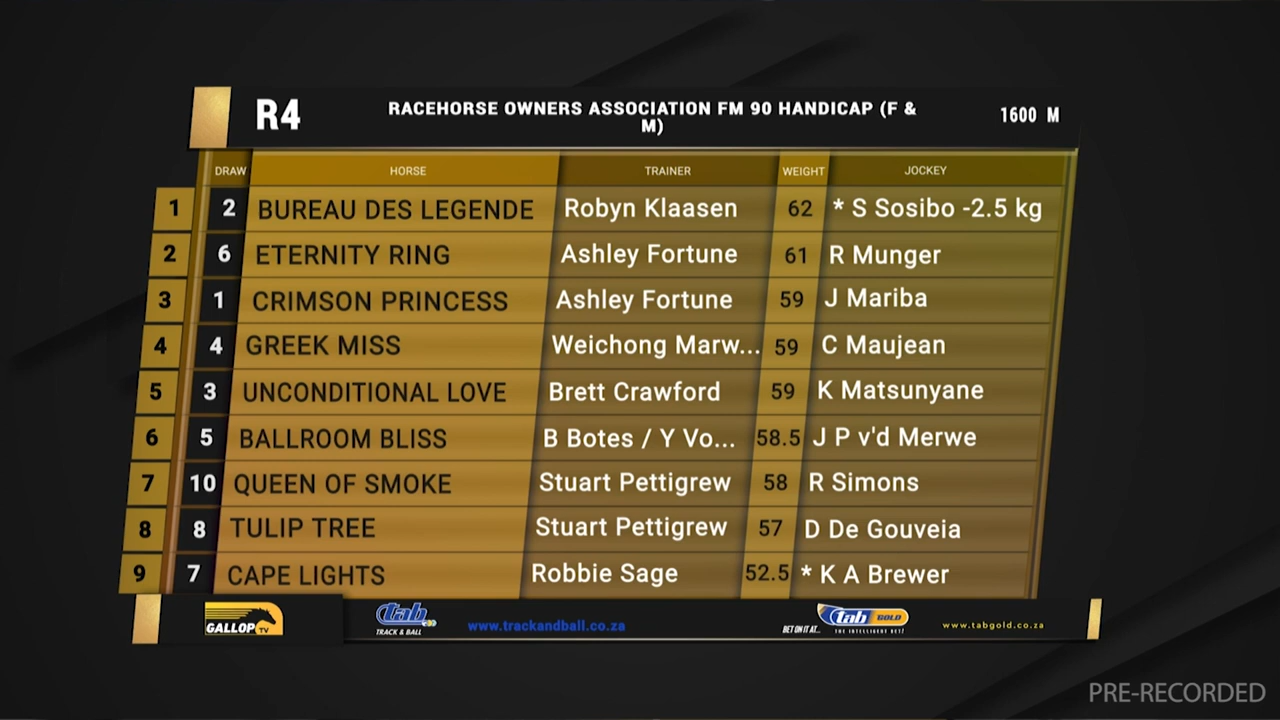 R4
RACEHORSE OWNERS ASSOCIATION FM 90 HANDICAP (F &
M)
1600 M
DRAW HORSE TRAINER WEIGHT JOCKEY
1 2 BUREAU DES LEGENDE Robyn Klaasen 62 * S Sosibo -2.5 kg
2 6 ETERNITY RING Ashley Fortune 61 R Munger
3 1 CRIMSON PRINCESS Ashley Fortune 59 J Mariba
4 4 GREEK MISS Weichong Marw... 59 C Maujean
5 3 UNCONDITIONAL LOVE Brett Crawford 59 K Matsunyane
6 5 BALLROOM BLISS B Botes / Y Vo... 58.5 J P v'd Merwe
7 10 QUEEN OF SMOKE Stuart Pettigrew 58 R Simons
8 8 TULIP TREE Stuart Pettigrew 57 D De Gouveia
9 7 CAPE LIGHTS Robbie Sage 52.5 * K A Brewer
GALLOP TV
tab
TRACK & BALL
www.trackandball.co.za
BET ON IT AT...
tab GOLD
THE INTELLIGENT BET!
www.tabgold.co.za
PRE-RECORDED